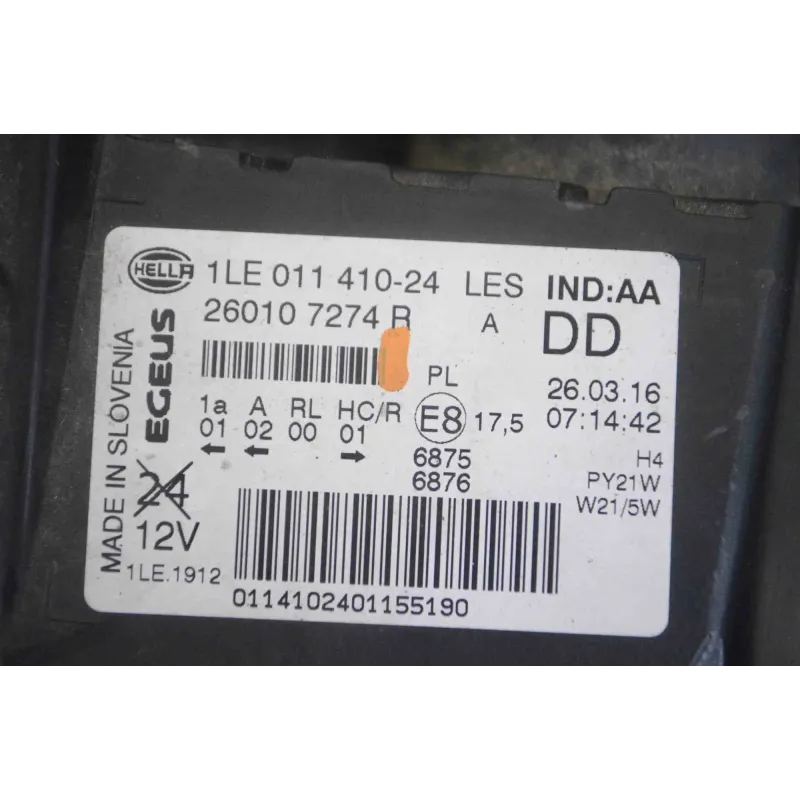 HELLA 1LE 011 410-24 LES IND:AA
26010 7274 R A DD
MADE IN SLOVENIA
EGEUS
PL 26.03.16
1a A RL HC/R E8 17,5 07:14:42
01 02 00 01
6875 H4
6876 PY21W
W21/5W
24
12V
1LE.1912
0114102401155190